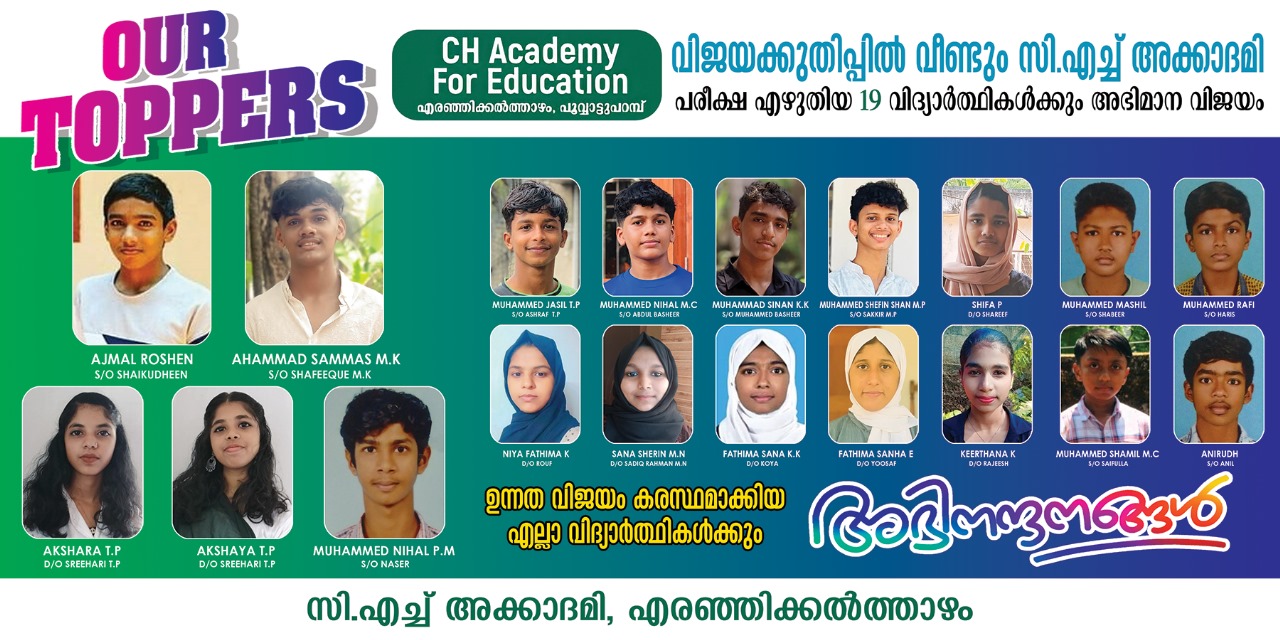 OUR
TOPPERS
CH Academy
For Education
എരഞ്ഞിക്കൽത്താഴം, പൂവ്വാട്ടുപറമ്പ്
വിജയക്കുതിപ്പിൽ വീണ്ടും സി.എച്ച് അക്കാദമി
പരീക്ഷ എഴുതിയ 19 വിദ്യാർത്ഥികൾക്കും അഭിമാന വിജയം
AJMAL ROSHEN
S/O SHAIKUDHEEN
AHAMMAD SAMMAS M.K
S/O SHAFEEQUE M.K
AKSHARA T.P
D/O SREEHARI T.P
AKSHAYA T.P
D/O SREEHARI T.P
MUHAMMED NIHAL P.M
S/O NASER
MUHAMMED JASIL T.P
S/O ASHRAF T.P
MUHAMMED NIHAL M.C
S/O ABDUL BASHEER
MUHAMMAD SINAN K.K
S/O MUHAMMED BASHEER
MUHAMMED SHEFIN SHAN M.P
S/O SAKKIR M.P
SHIFA P
D/O SHAREEF
MUHAMMED MASHIL
S/O SHABEER
MUHAMMED RAFI
S/O HARIS
NIYA FATHIMA K
D/O ROUF
SANA SHERIN M.N
D/O SADIQ RAHMAN M.N
FATHIMA SANA K.K
D/O KOYA
FATHIMA SANHA E
D/O YOOSAF
KEERTHANA K
D/O RAJEESH
MUHAMMED SHAMIL M.C
S/O SAIFULLA
ANIRUDH
S/O ANIL
ഉന്നത വിജയം കരസ്ഥമാക്കിയ
എല്ലാ വിദ്യാർത്ഥികൾക്കും
അഭിനന്ദനങ്ങൾ
സി.എച്ച് അക്കാദമി, എരഞ്ഞിക്കൽത്താഴം